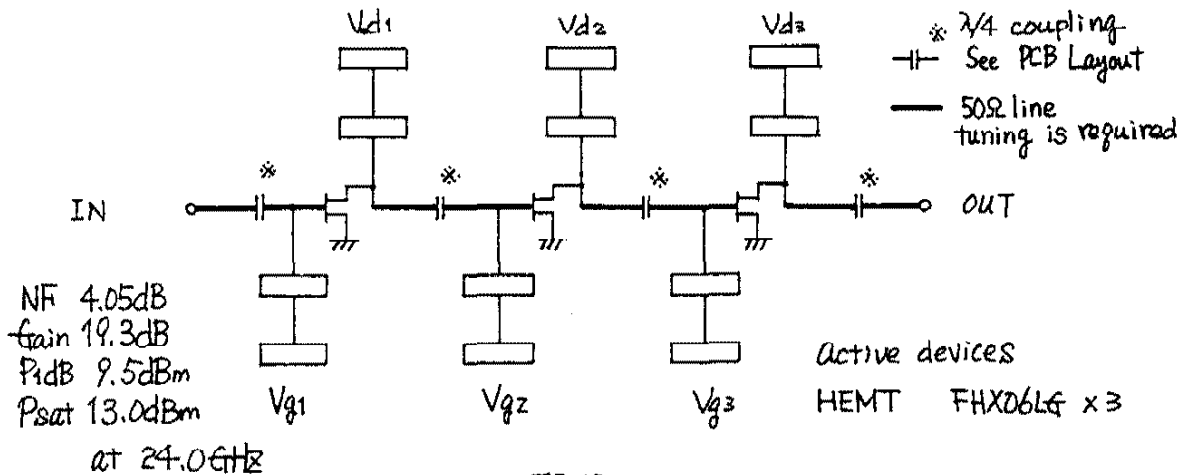 Vd1
Vd2
Vd3
※ λ/4 coupling
See PCB Layout
50Ω line
tuning is required
※
※
※
※
IN
OUT
NF 4.05dB
Gain 19.3dB
P1dB 9.5dBm
Psat 13.0dBm
at 24.0GHz
Vg1
Vg2
Vg3
active devices
HEMT FHX06LG x3